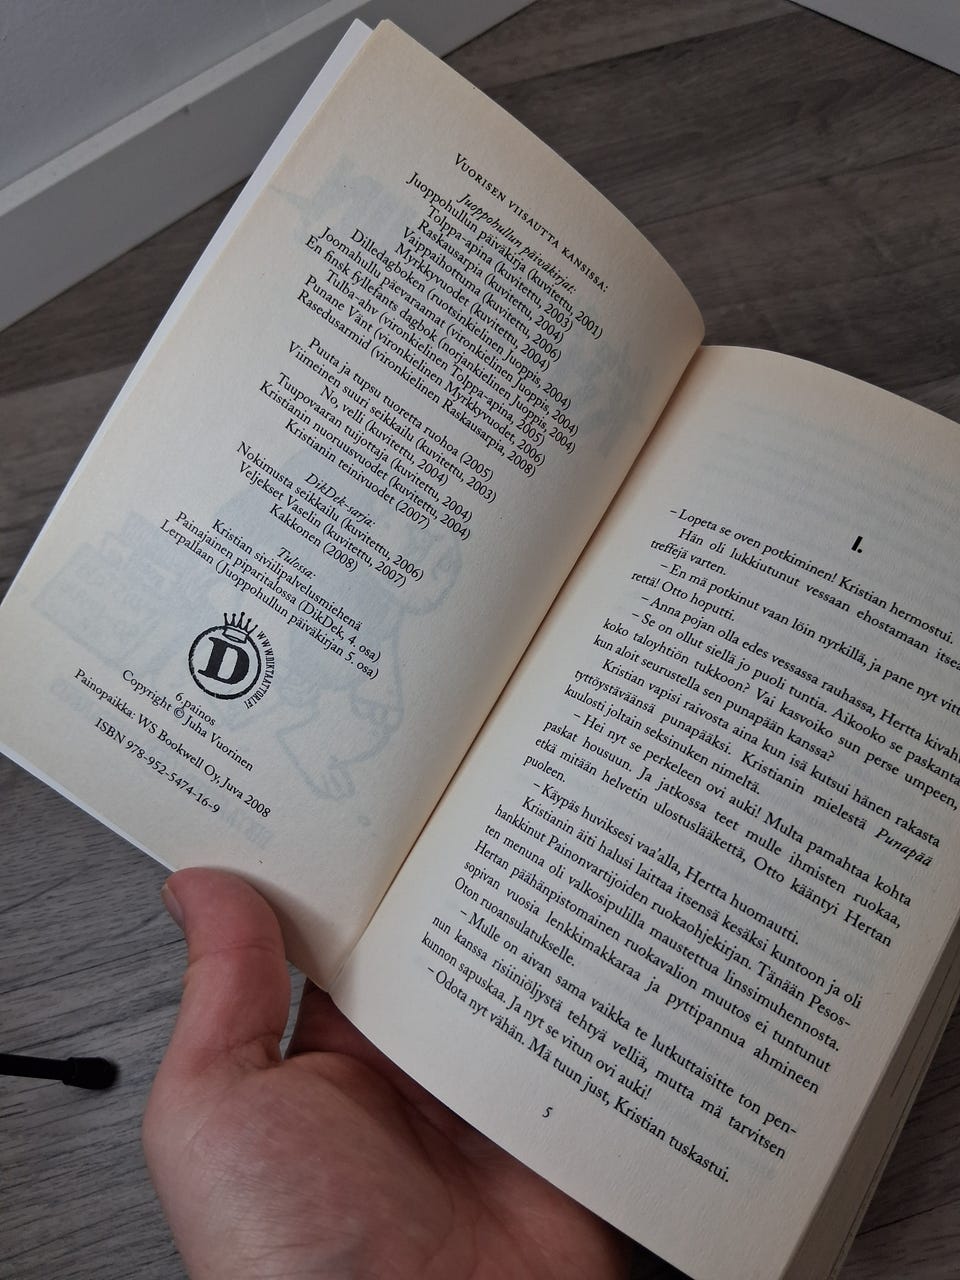 VUORISEN VIISAUTTA KANSISSA:
Juoppohullun päiväkirjat:
Juoppohullun päiväkirja (kuvitettu, 2001)
Tolppa-apina (kuvitettu, 2003)
Raskausarpia (kuvitettu, 2004)
Vaippaihottuma (kuvitettu, 2006)
Myrkkyvuodet (kuvitettu, 2004)
Dilledagboken (ruotsinkielinen Juoppis, 2004)
Joomahullu päevaraamat (vironkielinen Juoppis, 2004)
En finsk fyllefants dagbok (norjankielinen Juoppis, 2004)
Tulba-ahv (vironkielinen Tolppa-apina, 2005)
Punane Vänt (vironkielinen Myrkkyvuodet, 2006)
Rasedusarmid (vironkielinen Raskausarpia, 2008)
Puuta ja tupsu tuoretta ruohoa (2005)
Viimeinen suuri seikkailu (kuvitettu, 2003)
No, velli (kuvitettu, 2004)
Tuupovaaran tuijottaja (kuvitettu, 2004)
Kristianin nuoruusvuodet (kuvitettu, 2004)
Kristianin teinivuodet (2007)
DikDek-sarja:
Nokimusta seikkailu (kuvitettu, 2006)
Veljekset Vaselin (kuvitettu, 2007)
Kakkonen (2008)
Tulossa:
Kristian siviilipalvelusmiehenä
Painajainen piparitalossa (DikDek, 4. osa)
Lerpallaan (Juoppohullun päiväkirjan 5. osa)
D
WWW.DIKTAATTORI.FI
6. painos
Copyright © Juha Vuorinen
Painopaikka: WS Bookwell Oy, Juva 2008
ISBN 978-952-5474-16-9
I.
– Lopeta se oven potkiminen! Kristian hermostui.
Hän oli lukkiutunut vessaan ehostamaan itseä
treffejä varten.
– En mä potkinut vaan löin nyrkillä, ja pane nyt vitt
rettä! Otto hoputti.
– Anna pojan olla edes vessassa rauhassa, Hertta kivah
– Se on ollut siellä jo puoli tuntia. Aikooko se paskanta
koko taloyhtiön tukkoon? Vai kasvoiko sun perse umpeen,
kun aloit seurustella sen punapään kanssa?
Kristian vapisi raivosta aina kun isä kutsui hänen rakasta
tyttöystäväänsä punapääksi. Kristianin mielestä Punapää
kuulosti joltain seksinuken nimeltä.
– Hei nyt se perkeleen ovi auki! Multa pamahtaa kohta
paskat housuun. Ja jatkossa teet mulle ihmisten ruokaa,
etkä mitään helvetin ulostuslääkettä, Otto kääntyi Hertan
puoleen.
– Käypäs huviksesi vaa'alla, Hertta huomautti.
Kristianin äiti halusi laittaa itsensä kesäksi kuntoon ja oli
hankkinut Painonvartijoiden ruokaohjekirjan. Tänään Pesos-
ten menuna oli valkosipulilla maustettua linssimuhennosta.
Hertan päähänpistomainen ruokavalion muutos ei tuntunut
sopivan vuosia lenkkimakkaraa ja pyttipannua ahmineen
Oton ruoansulatukselle.
– Mulle on aivan sama vaikka te lutkuttaisitte ton pen-
nun kanssa risiiniöljystä tehtyä velliä, mutta mä tarvitsen
kunnon sapuskaa. Ja nyt se vitun ovi auki!
– Odota nyt vähän. Mä tuun just, Kristian tuskastui.
5